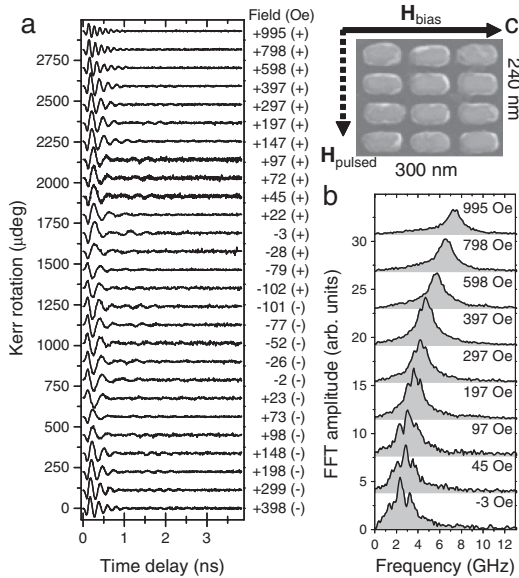 a
Field (Oe)
+995 (+)
+798 (+)
+598 (+)
+397 (+)
+297 (+)
+197 (+)
+147 (+)
+97 (+)
+72 (+)
+45 (+)
+22 (+)
-3 (+)
-28 (+)
-79 (+)
-102 (+)
-101 (-)
-77 (-)
-52 (-)
-26 (-)
-2 (-)
+23 (-)
+73 (-)
+98 (-)
+148 (-)
+198 (-)
+299 (-)
+398 (-)
Kerr rotation (μdeg)
2750
2500
2250
2000
1750
1500
1250
1000
750
500
250
0
0 1 2 3
Time delay (ns)
H bias
c
H pulsed
240 nm
300 nm
b
995 Oe
798 Oe
598 Oe
397 Oe
297 Oe
197 Oe
97 Oe
45 Oe
-3 Oe
FFT amplitude (arb. units)
30
25
20
15
10
5
0
0 2 4 6 8 10 12
Frequency (GHz)